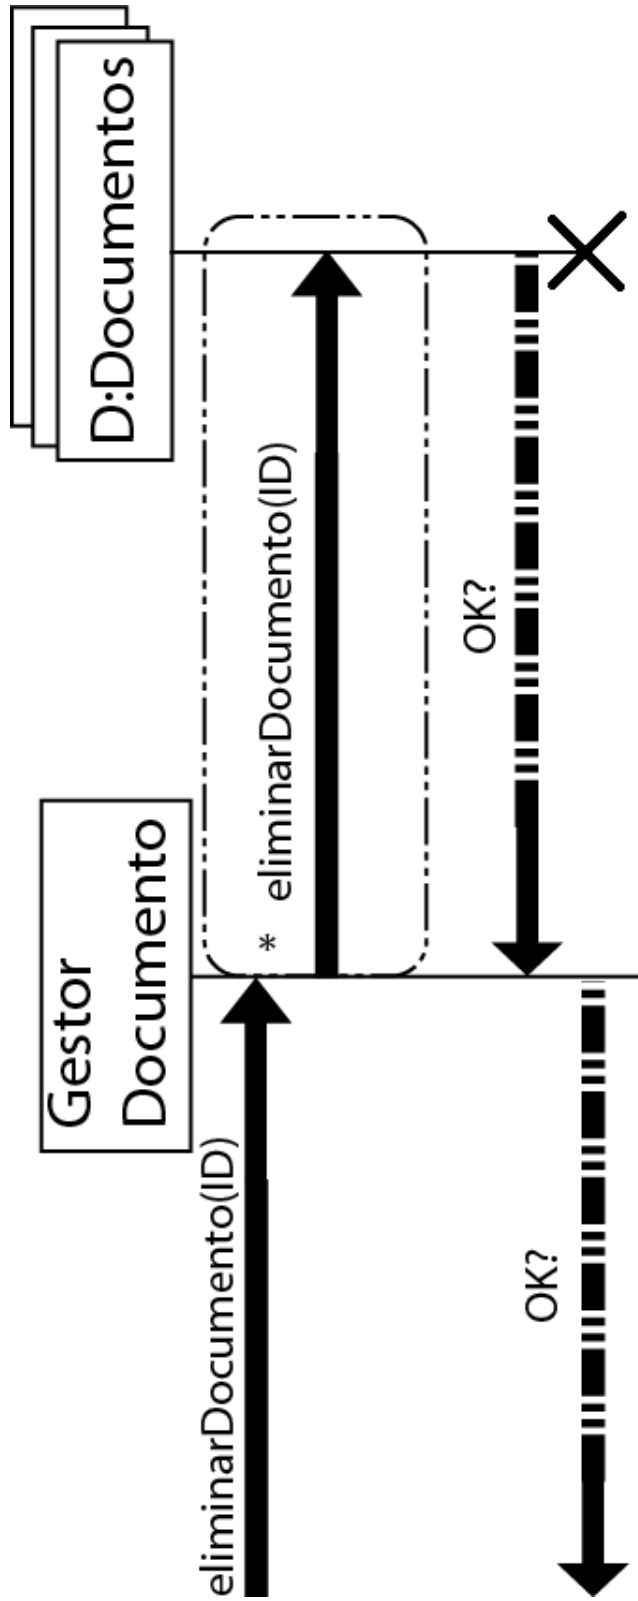 Gestor
Documento
D:Documentos
eliminarDocumento(ID)
* eliminarDocumento(ID)
OK?
OK?